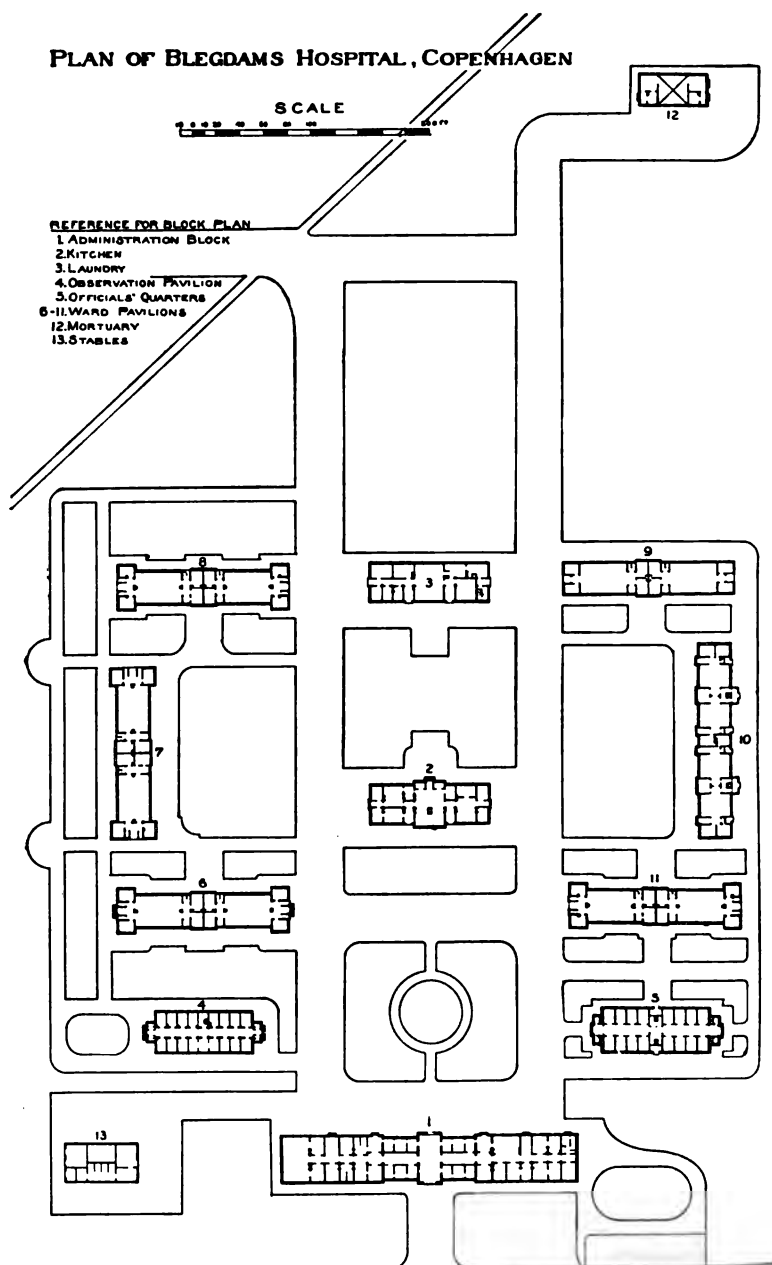 PLAN OF BLEGDAMS HOSPITAL, COPENHAGEN
SCALE
REFERENCE FOR BLOCK PLAN
1. ADMINISTRATION BLOCK
2. KITCHEN
3. LAUNDRY
4. OBSERVATION PAVILION
5. OFFICIALS' QUARTERS
6-11. WARD PAVILIONS
12. MORTUARY
13. STABLES
12
8
9
3
7
10
2
6
11
4
5
1
13